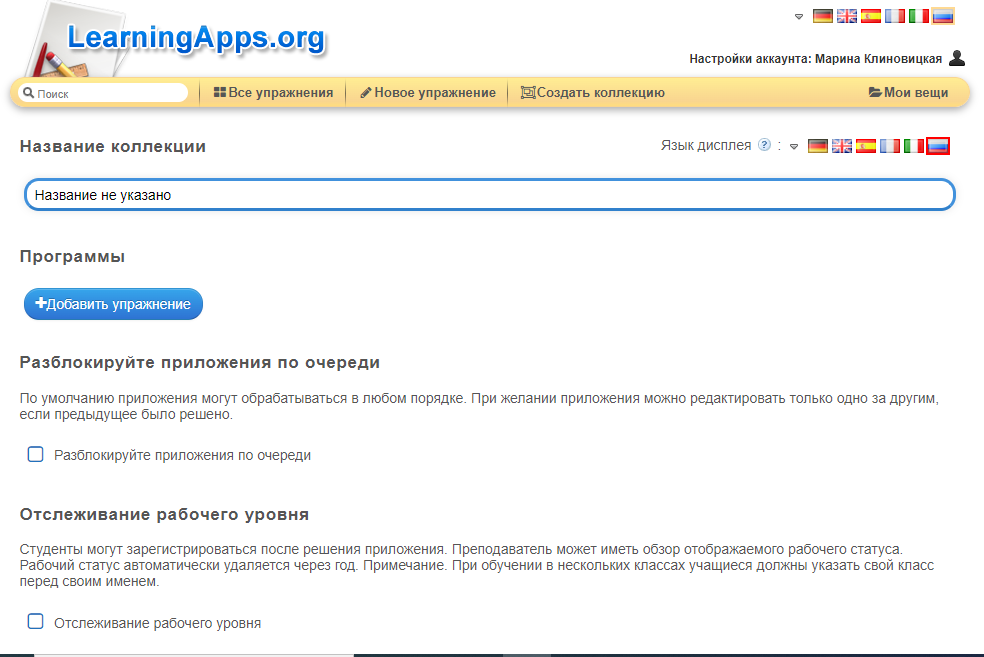 LearningApps.org
Настройки аккаунта: Марина Клиновицкая
Поиск
Все упражнения
Новое упражнение
Создать коллекцию
Мои вещи
Название коллекции
Язык дисплея ? :
Название не указано
Программы
+Добавить упражнение
Разблокируйте приложения по очереди
По умолчанию приложения могут обрабатываться в любом порядке. При желании приложения можно редактировать только одно за другим,
если предыдущее было решено.
Разблокируйте приложения по очереди
Отслеживание рабочего уровня
Студенты могут зарегистрироваться после решения приложения. Преподаватель может иметь обзор отображаемого рабочего статуса.
Рабочий статус автоматически удаляется через год. Примечание. При обучении в нескольких классах учащиеся должны указать свой класс
перед своим именем.
Отслеживание рабочего уровня